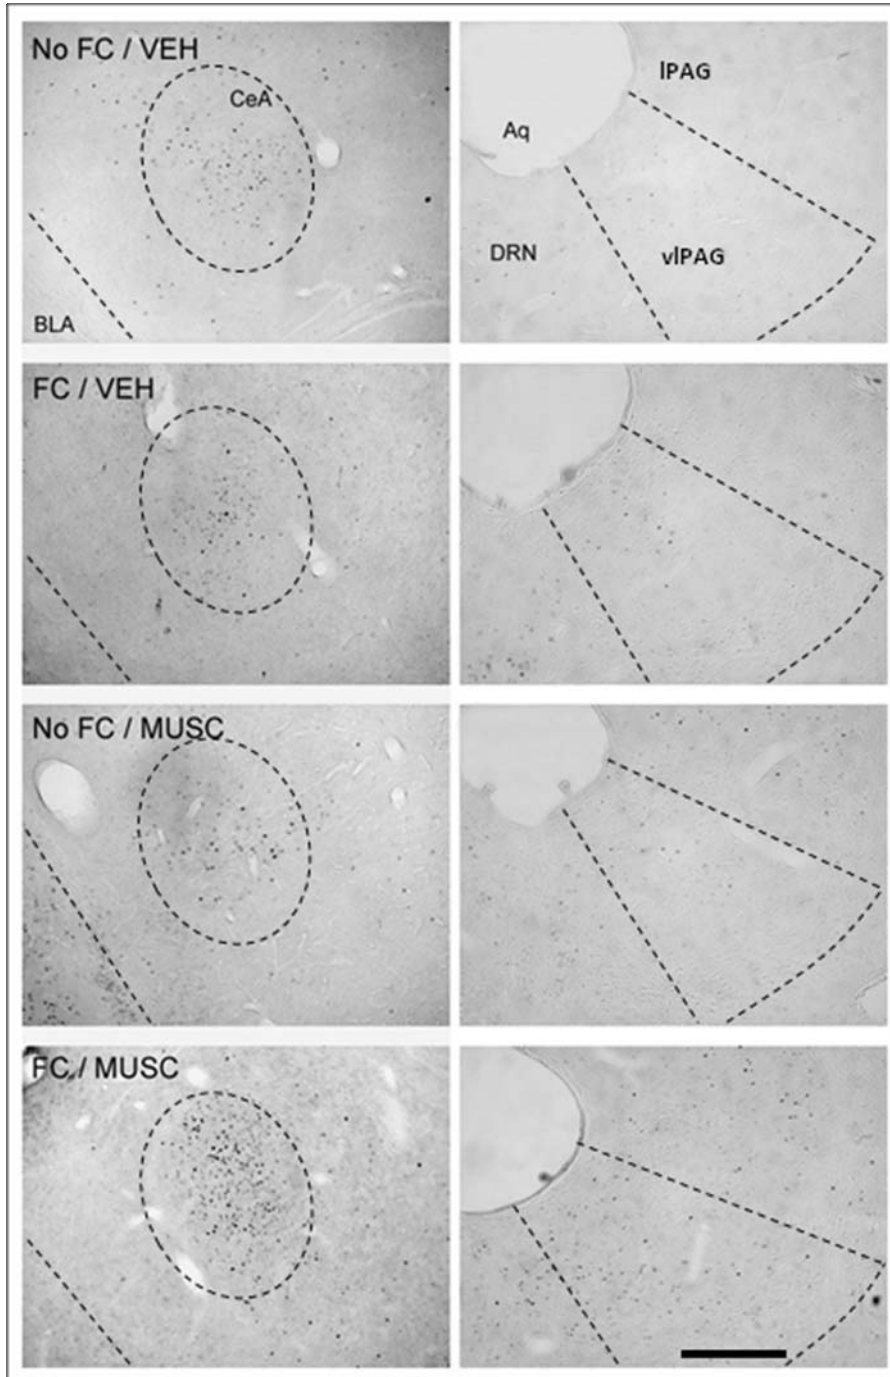 No FC / VEH
CeA
BLA
lPAG
Aq
DRN
vlPAG
FC / VEH
No FC / MUSC
FC / MUSC